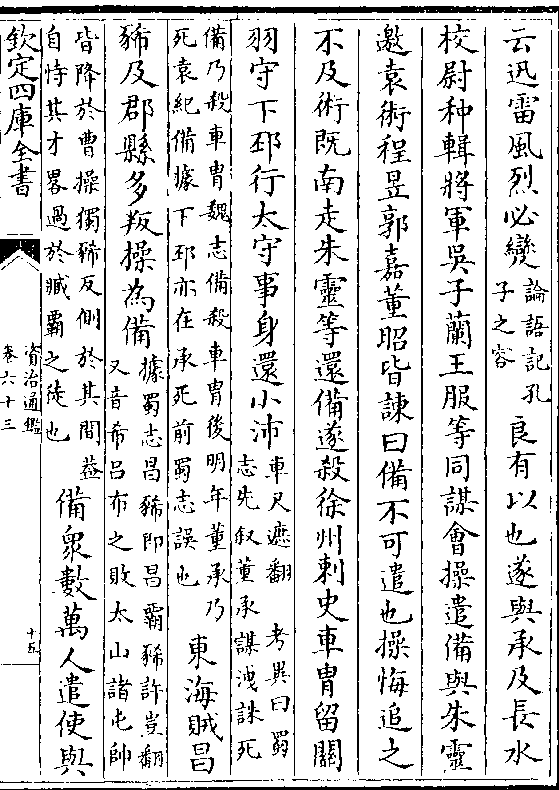 云迅雷風烈必變論語記孔子之容良有以也遂與承及長水
校尉种輯將軍吳子蘭王服等同謀會操遣備與朱靈
邀袁術程昱郭嘉董昭皆諫曰備不可遣也操悔追之
不及術既南走朱靈等還備遂殺徐州刺史車胄留關
羽守下邳行太守事身還小沛車尺遮翻 考異曰蜀志先叙董承謀洩誅死
備乃殺車胄魏志備殺車胄後明年董承乃死袁紀備據下邳亦在承死前蜀志誤也東海賊昌
豨及郡縣多叛操為備據蜀志昌豨即昌霸豨許豈翻又音希呂布之敗太山諸屯帥
皆降於曹操獨豨反側於其間葢自恃其才畧過於臧霸之徒也備衆數萬人遣使與
欽定四庫全書
資治通鑑
卷六十三
十五